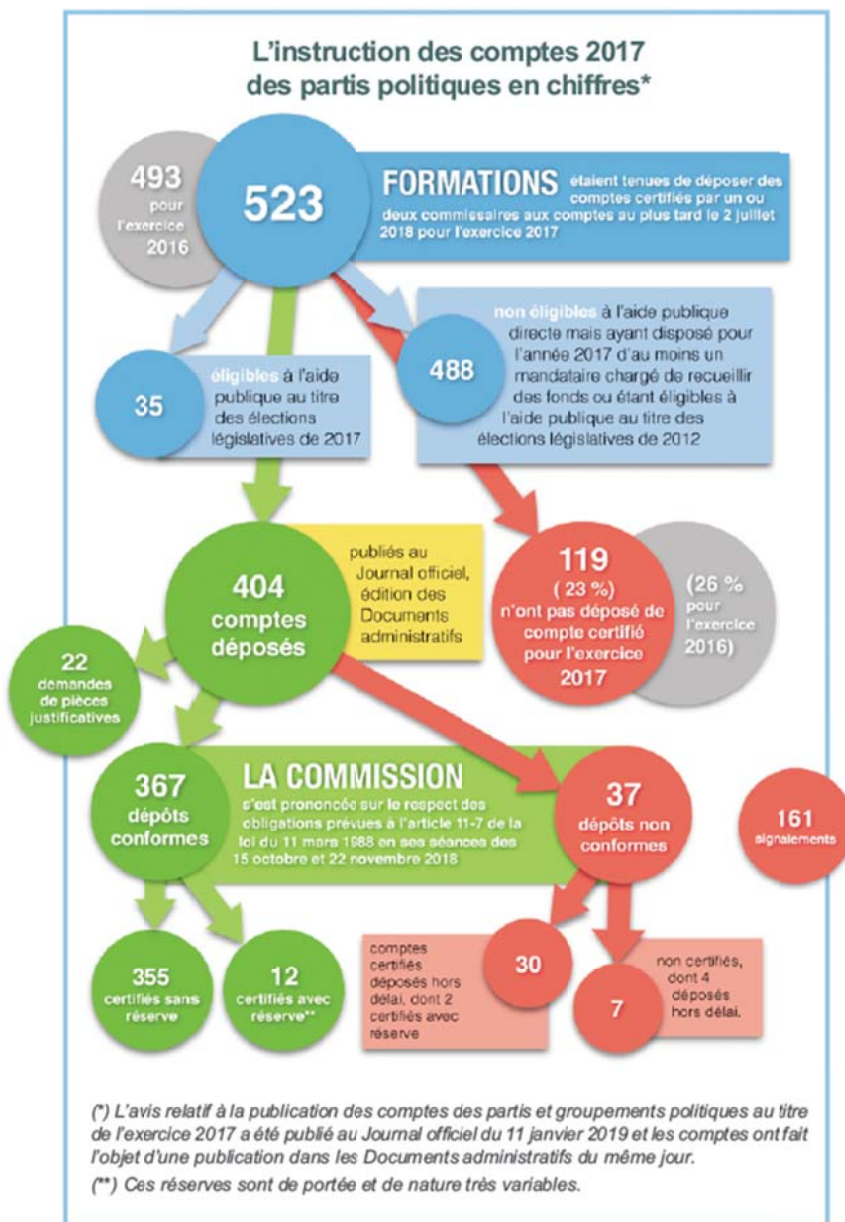 L'instruction des comptes 2017
des partis politiques en chiffres*
493
pour
l'exercice
2016
523
FORMATIONS étaient tenues de déposer des
comptes certifiés par un ou
deux commissaires aux comptes au plus tard le 2 juillet
2018 pour l'exercice 2017
35
éligibles à l'aide
publique au titre
des élections
législatives de 2017
488
non éligibles à l'aide publique
directe mais ayant disposé pour
l'année 2017 d'au moins un
mandataire chargé de recueillir
des fonds ou étant éligibles à
l'aide publique au titre des
élections législatives de 2012
404
comptes
déposés
publiés au
Journal officiel,
édition des
Documents
administratifs
119
( 23 %)
n'ont pas déposé de
compte certifié
pour l'exercice
2017
(26 %
pour
l'exercice
2016)
22
demandes
de pièces
justificatives
367
dépôts
conformes
LA COMMISSION
s'est prononcée sur le respect des
obligations prévues à l'article 11-7 de la
loi du 11 mars 1988 en ses séances des
15 octobre et 22 novembre 2018
37
dépôts non
conformes
161
signalements
355
certifiés sans
réserve
12
certifiés avec
réserve**
comptes
certifiés
déposés hors
délai, dont 2
certifiés avec
réserve
30
7
non certifiés,
dont 4
déposés
hors délai.
(*) L'avis relatif à la publication des comptes des partis et groupements politiques au titre
de l'exercice 2017 a été publié au Journal officiel du 11 janvier 2019 et les comptes ont fait
l'objet d'une publication dans les Documents administratifs du même jour.
(**) Ces réserves sont de portée et de nature très variables.